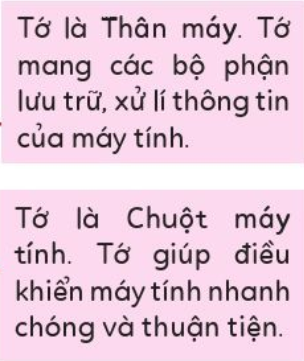 Tớ là Thân máy. Tớ
mang các bộ phận
lưu trữ, xử lí thông tin
của máy tính.
Tớ là Chuột máy
tính. Tớ giúp điều
khiển máy tính nhanh
chóng và thuận tiện.